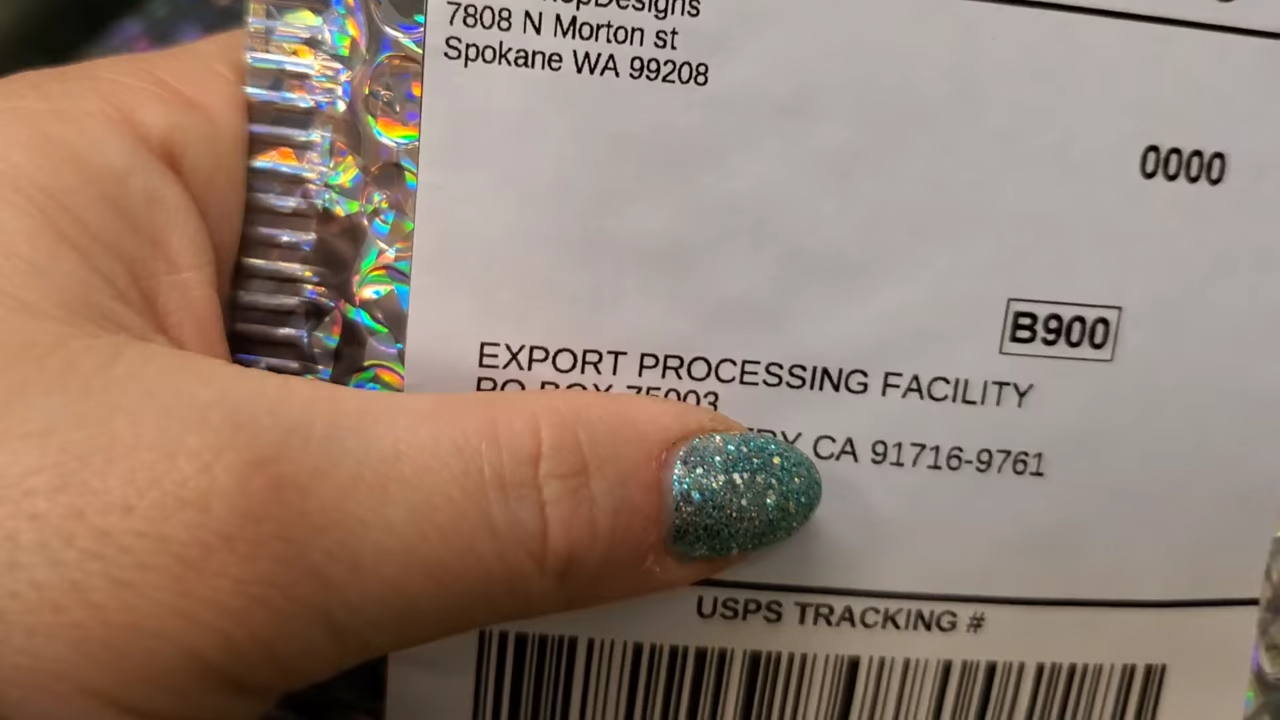 7808 N Morton st
Spokane WA 99208
0000
B900
EXPORT PROCESSING FACILITY
PO BOX 75003
CA 91716-9761
USPS TRACKING #